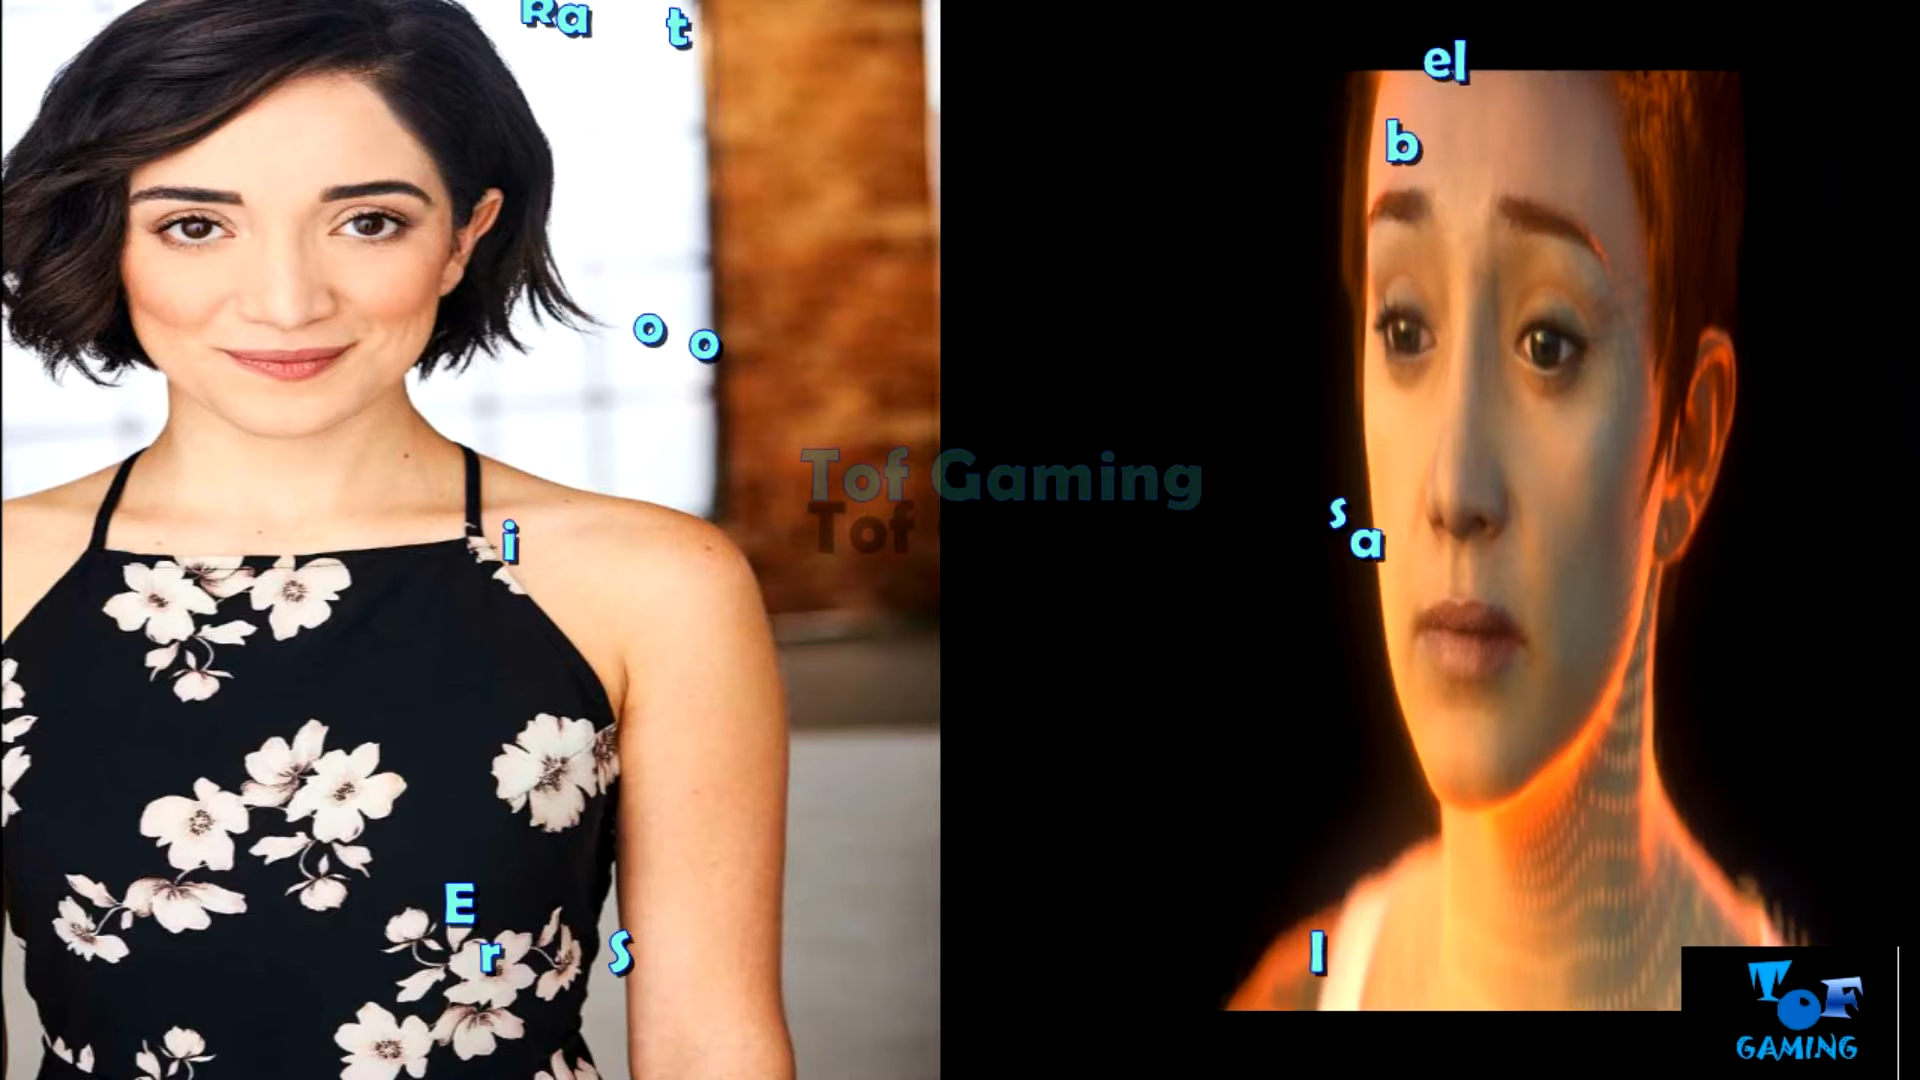 Ra t
el
b
o o
Tof Gaming
Tof
s
a
i
E
r S
l
ToF
GAMING